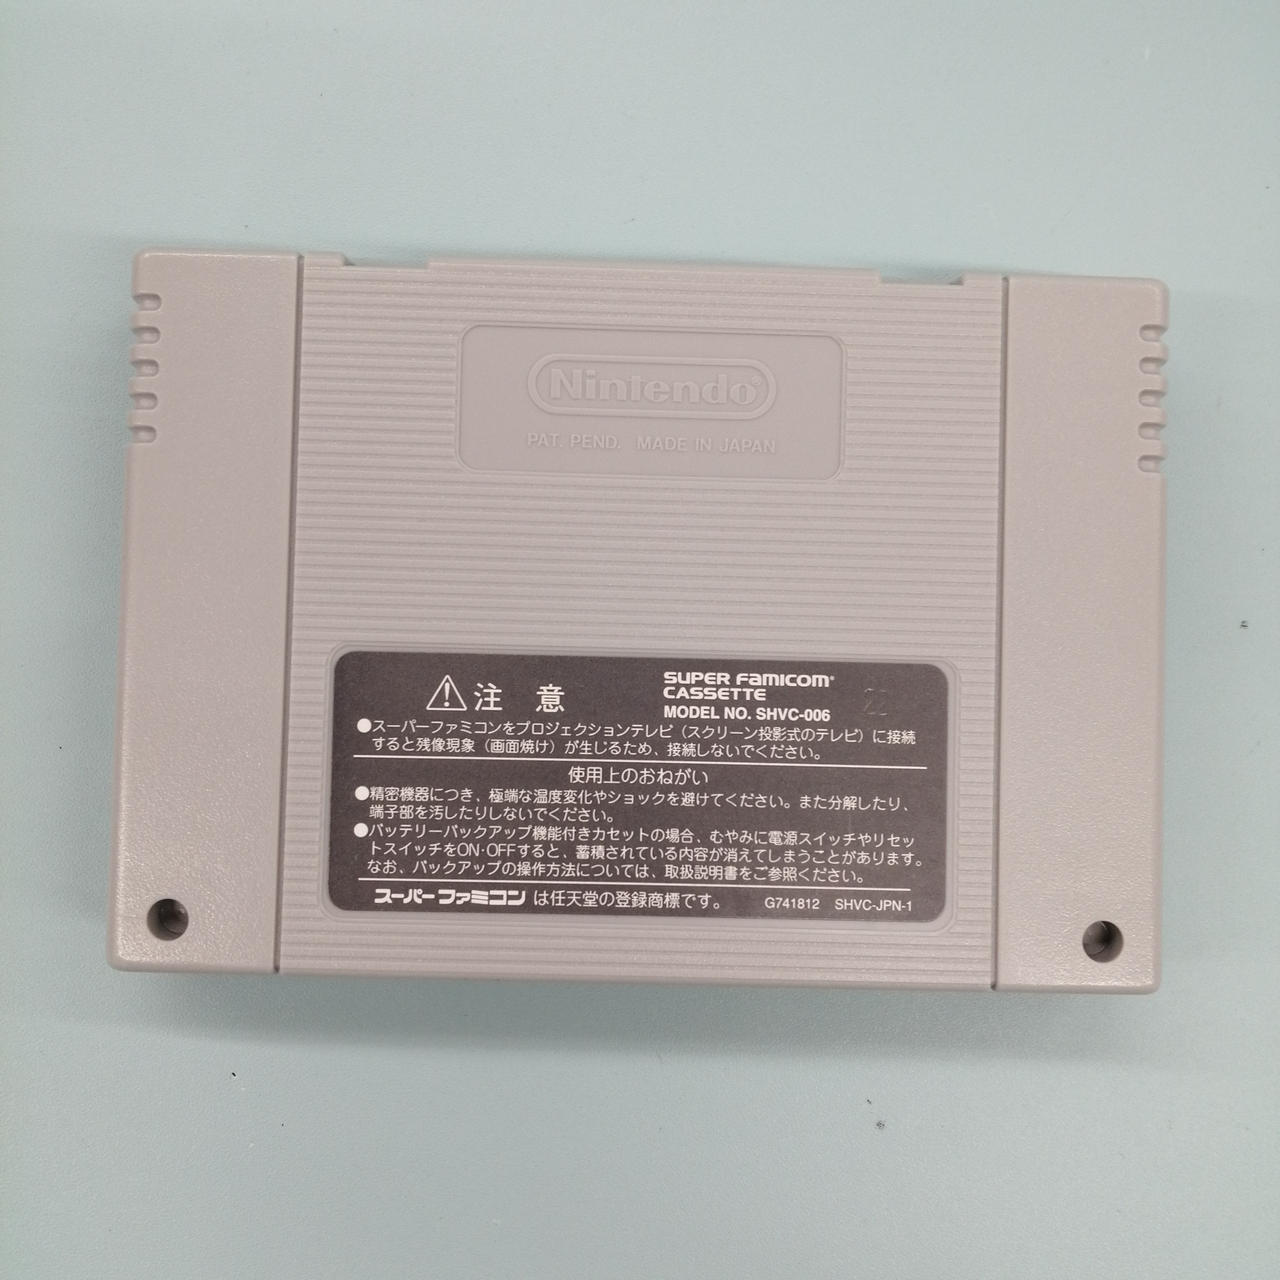 Nintendo®
PAT. PEND. MADE IN JAPAN
注 意
SUPER FAMICOM®
CASSETTE
MODEL NO. SHVC-006
22
●スーパーファミコンをプロジェクションテレビ（スクリーン投影式のテレビ）に接続
すると残像現象（画面焼け）が生じるため、接続しないでください。
使用上のおねがい
●精密機器につき、極端な温度変化やショックを避けてください。また分解したり、
端子部を汚したりしないでください。
●バッテリーバックアップ機能付きカセットの場合、むやみに電源スイッチやリセッ
トスイッチをON·OFFすると、蓄積されている内容が消えてしまうことがあります。
なお、バックアップの操作方法については、取扱説明書をご参照ください。
スーパーファミコン は任天堂の登録商標です。
G741812 SHVC-JPN-1